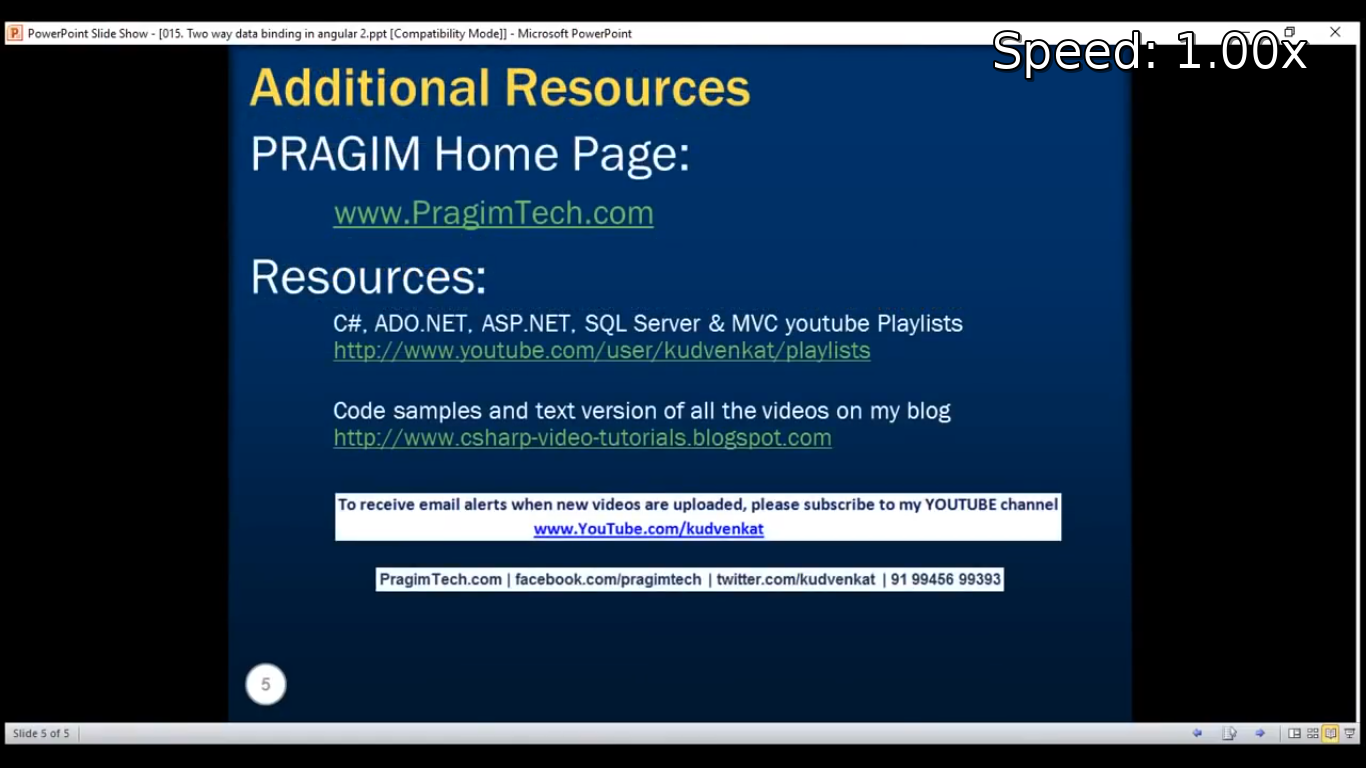 PowerPoint Slide Show - [015. Two way data binding in angular 2.ppt [Compatibility Mode]] - Microsoft PowerPoint
Speed: 1.00x
Additional Resources
PRAGIM Home Page:
www.PragimTech.com
Resources:
C#, ADO.NET, ASP.NET, SQL Server & MVC youtube Playlists
http://www.youtube.com/user/kudvenkat/playlists
Code samples and text version of all the videos on my blog
http://www.csharp-video-tutorials.blogspot.com
To receive email alerts when new videos are uploaded, please subscribe to my YOUTUBE channel
www.YouTube.com/kudvenkat
PragimTech.com | facebook.com/pragimtech | twitter.com/kudvenkat | 91 99456 99393
5
Slide 5 of 5